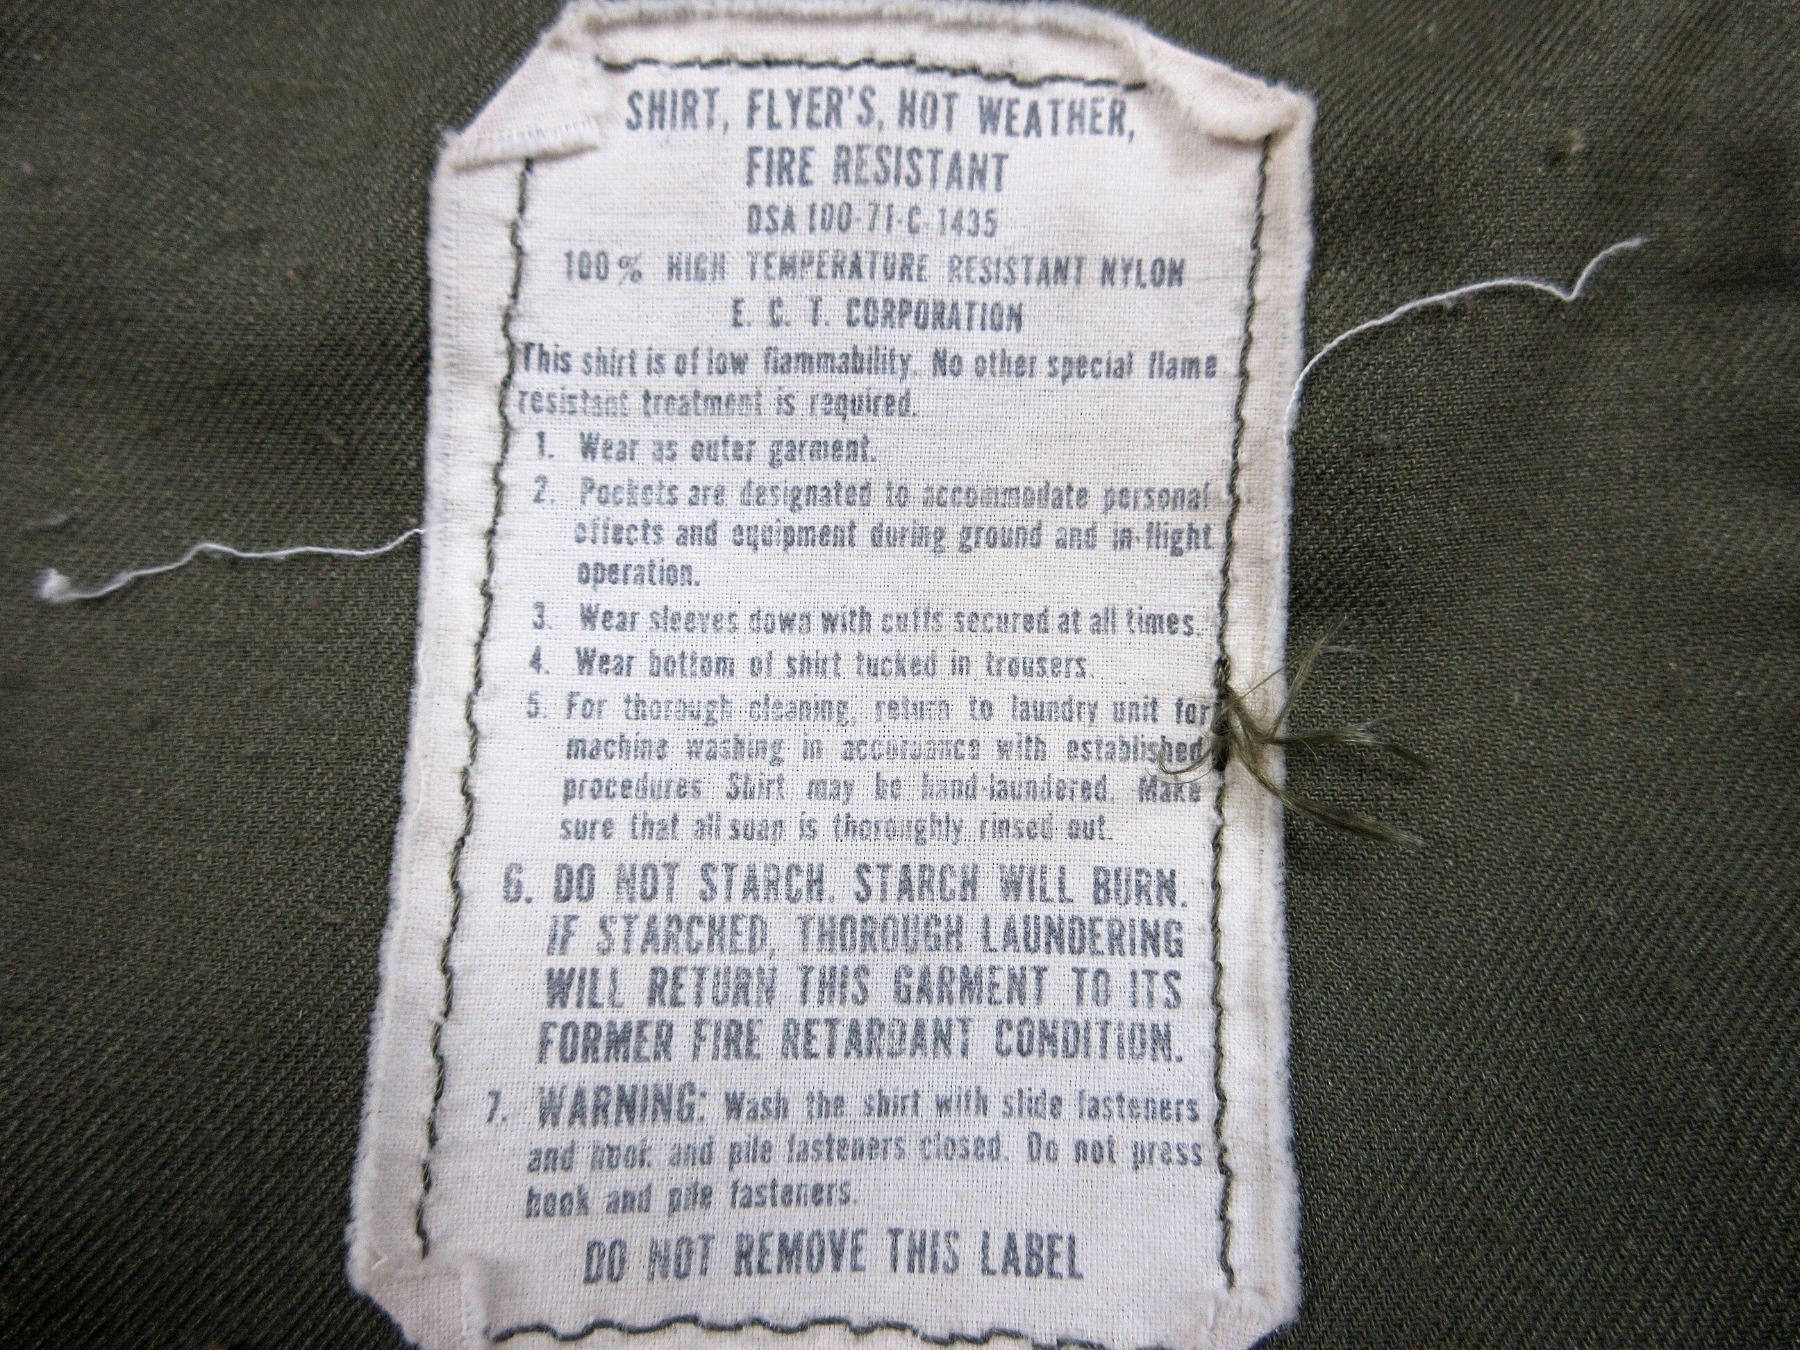 SHIRT, FLYER'S, HOT WEATHER,
FIRE RESISTANT
DSA 100-71-C-1435
100% HIGH TEMPERATURE RESISTANT NYLON
E. C. T. CORPORATION
This shirt is of low flammability. No other special flame
resistant treatment is required.
1. Wear as outer garment.
2. Pockets are designated to accommodate personal
effects and equipment during ground and in-flight
operation.
3. Wear sleeves down with cuffs secured at all times.
4. Wear bottom of shirt tucked in trousers.
5. For thorough cleaning, return to laundry unit for
machine washing in accordance with established
procedures Shirt may be hand-laundered. Make
sure that all soap is thoroughly rinsed out.
6. DO NOT STARCH. STARCH WILL BURN.
IF STARCHED, THOROUGH LAUNDERING
WILL RETURN THIS GARMENT TO ITS
FORMER FIRE RETARDANT CONDITION.
7. WARNING: Wash the shirt with slide fasteners
and hook and pile fasteners closed. Do not press
hook and pile fasteners.
DO NOT REMOVE THIS LABEL